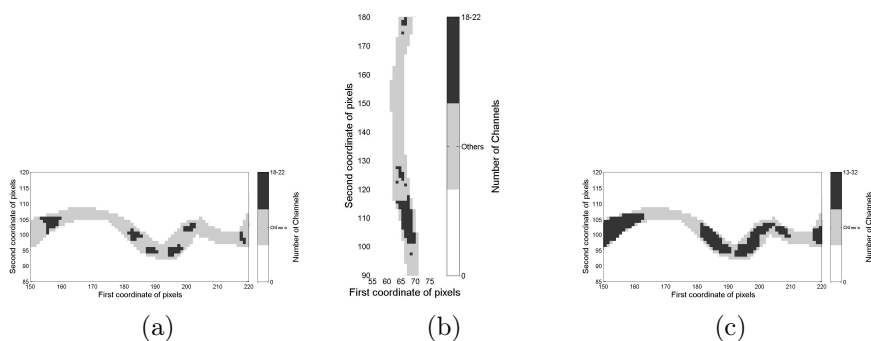 120
115
110
105
100
95
90
85
150 160 170 180 190 200 210 220
First coordinate of pixels
Second coordinate of pixels
18-22
Others
0
Number of Channels
(a)
180
170
160
150
140
130
120
110
100
90
55 60 65 70 75
First coordinate of pixels
Second coordinate of pixels
18-22
Others
0
Number of Channels
(b)
120
115
110
105
100
95
90
85
150 160 170 180 190 200 210 220
First coordinate of pixels
Second coordinate of pixels
13-32
Others
0
Number of Channels
(c)